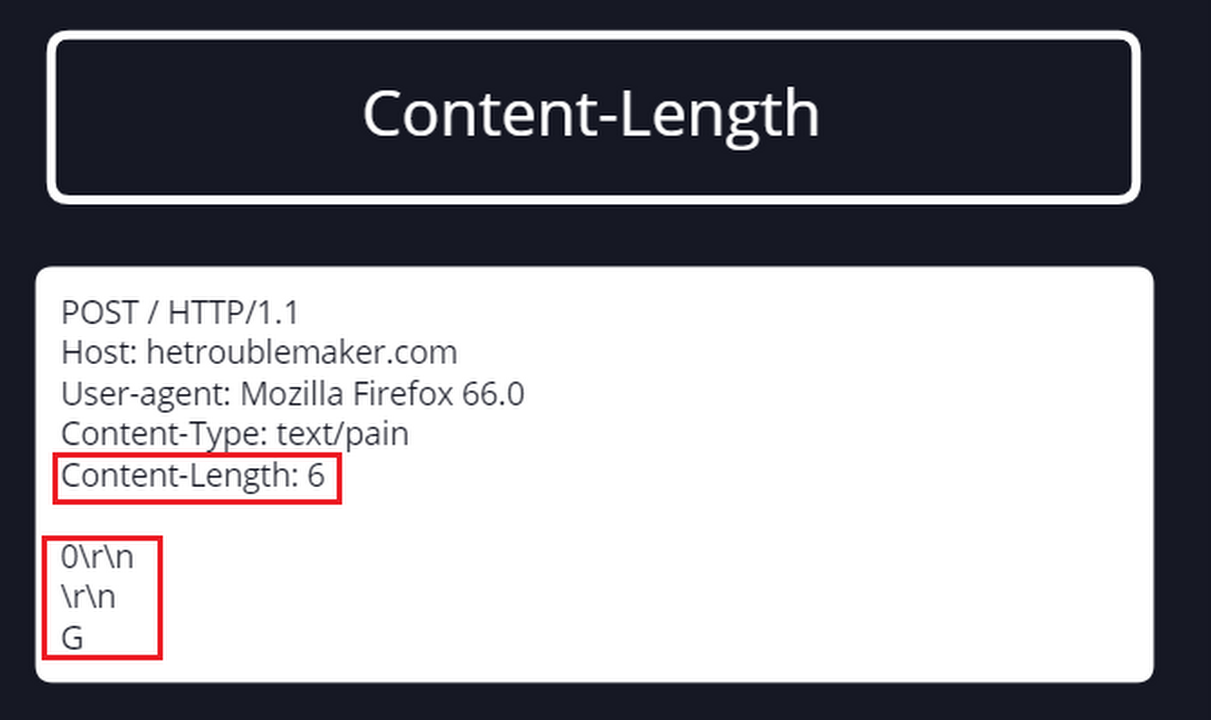 Content-Length
POST / HTTP/1.1
Host: hetroublemaker.com
User-agent: Mozilla Firefox 66.0
Content-Type: text/pain
Content-Length: 6
0\r\n
\r\n
G